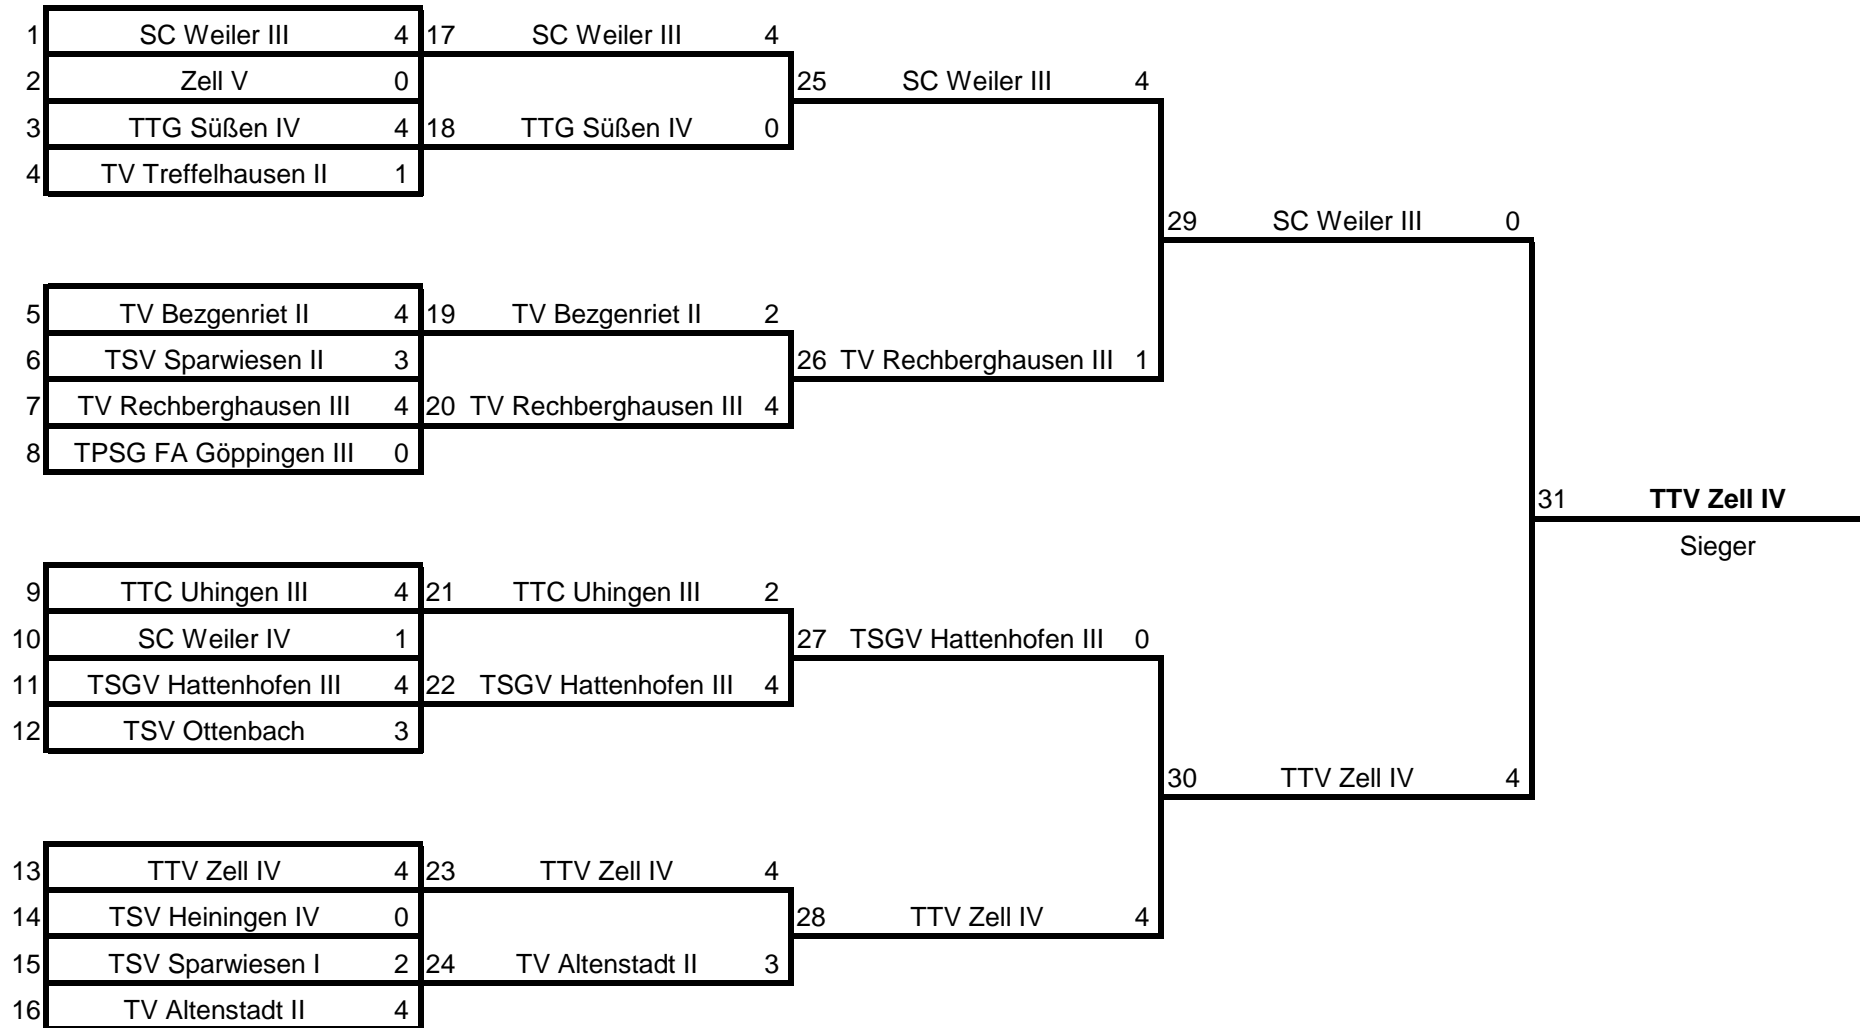 1 SC Weiler III 4 17 SC Weiler III 4
2 Zell V 0 25 SC Weiler III 4
3 TTG Süßen IV 4 18 TTG Süßen IV 0
4 TV Treffelhausen II 1
29 SC Weiler III 0
5 TV Bezgenriet II 4 19 TV Bezgenriet II 2
6 TSV Sparwiesen II 3 26 TV Rechberghausen III 1
7 TV Rechberghausen III 4 20 TV Rechberghausen III 4
8 TPSG FA Göppingen III 0
31 TTV Zell IV
Sieger
9 TTC Uhingen III 4 21 TTC Uhingen III 2
10 SC Weiler IV 1 27 TSGV Hattenhofen III 0
11 TSGV Hattenhofen III 4 22 TSGV Hattenhofen III 4
12 TSV Ottenbach 3
30 TTV Zell IV 4
13 TTV Zell IV 4 23 TTV Zell IV 4
14 TSV Heiningen IV 0 28 TTV Zell IV 4
15 TSV Sparwiesen I 2 24 TV Altenstadt II 3
16 TV Altenstadt II 4